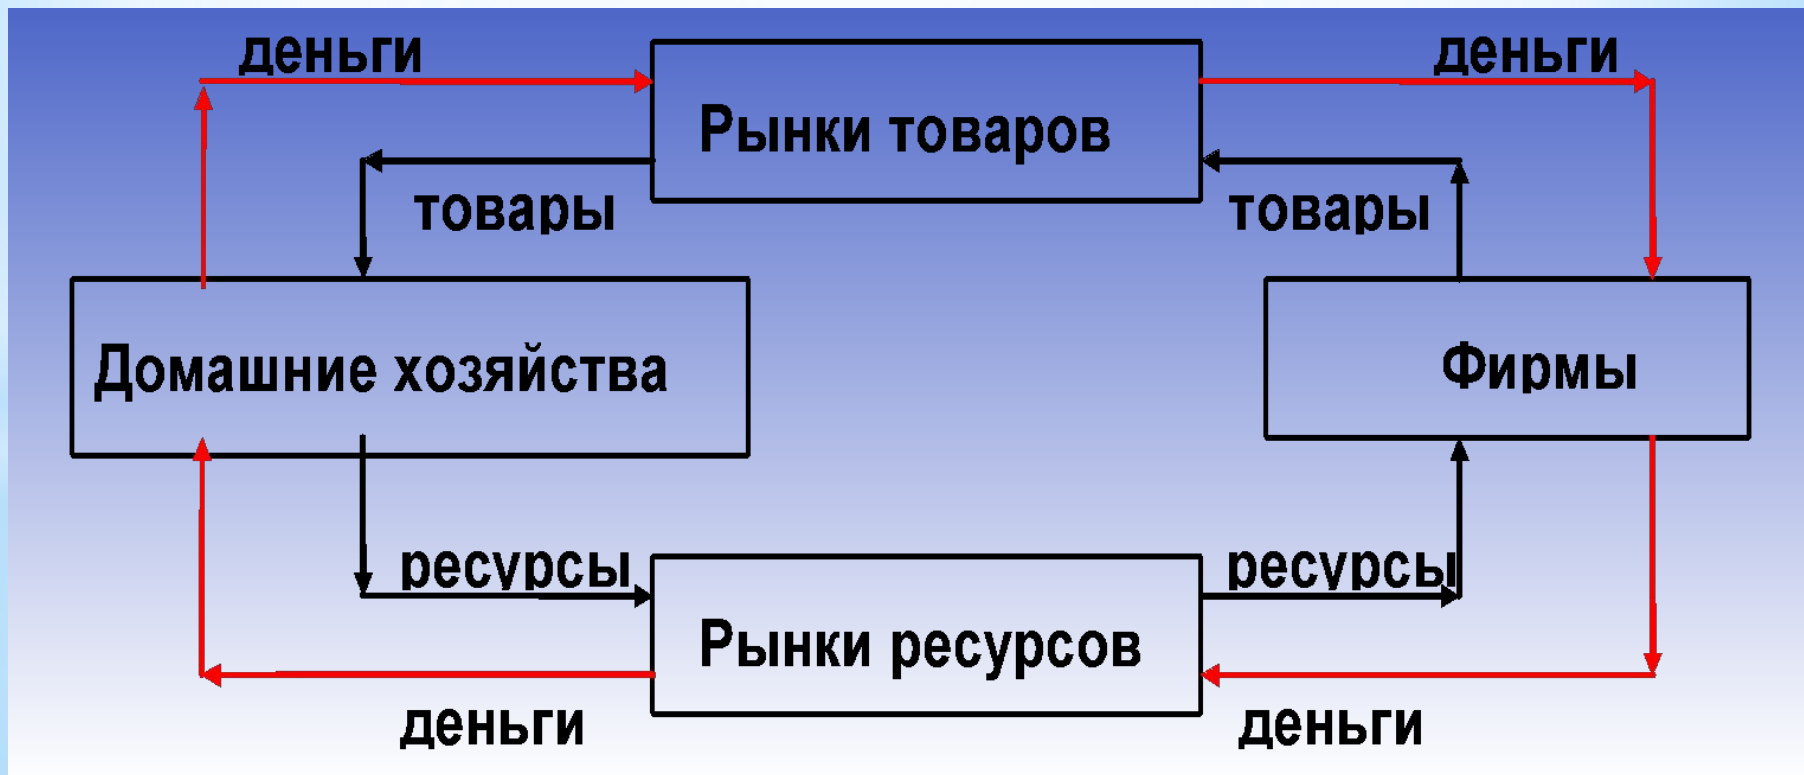 деньги
деньги
Рынки товаров
товары
товары
Домашние хозяйства
Фирмы
ресурсы
ресурсы
Рынки ресурсов
деньги
деньги